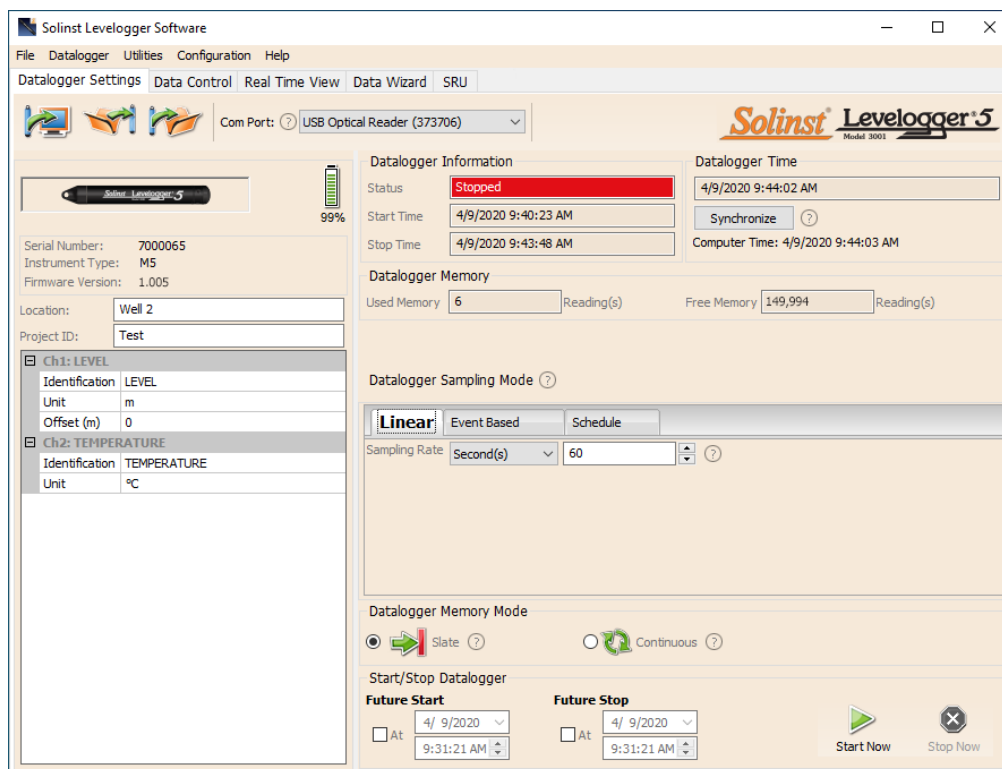 Solinst Levelogger Software
File Datalogger Utilities Configuration Help
Datalogger Settings Data Control Real Time View Data Wizard SRU
Com Port: ? USB Optical Reader (373706)
Solinst® Levelogger® 5
Model 3001
Solinst Levelogger 5
99%
Serial Number: 7000065
Instrument Type: M5
Firmware Version: 1.005
Location: Well 2
Project ID: Test
Ch1: LEVEL
Identification LEVEL
Unit m
Offset (m) 0
Ch2: TEMPERATURE
Identification TEMPERATURE
Unit ºC
Datalogger Information
Status Stopped
Start Time 4/9/2020 9:40:23 AM
Stop Time 4/9/2020 9:43:48 AM
Datalogger Time
4/9/2020 9:44:02 AM
Synchronize ?
Computer Time: 4/9/2020 9:44:03 AM
Datalogger Memory
Used Memory 6 Reading(s) Free Memory 149,994 Reading(s)
Datalogger Sampling Mode ?
Linear Event Based Schedule
Sampling Rate Second(s) 60 ?
Datalogger Memory Mode
Slate ? Continuous ?
Start/Stop Datalogger
Future Start
At 4/ 9/2020
9:31:21 AM
Future Stop
At 4/ 9/2020
9:31:21 AM
Start Now Stop Now